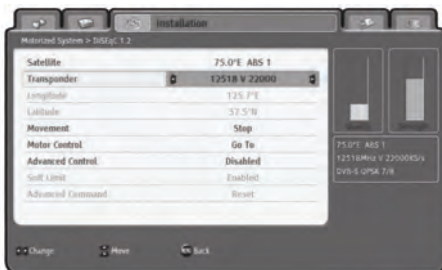 Installation
Motorized System > DiSEqC 1.2
Satellite 75.0°E ABS 1
Transponder 12518 V 22000
Longitude 125.7°E
Latitude 37.5°N
Movement Stop
Motor Control Go To
Advanced Control Disabled
Soft Limit Enabled
Advanced Command Reset
75.0°E ABS 1
12518MHz V 22000KS/s
DVB-S QPSK 7/8
Change Move Back